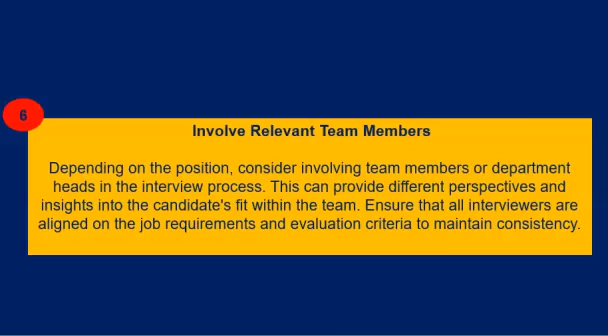 6
Involve Relevant Team Members
Depending on the position, consider involving team members or department
heads in the interview process. This can provide different perspectives and
insights into the candidate's fit within the team. Ensure that all interviewers are
aligned on the job requirements and evaluation criteria to maintain consistency.